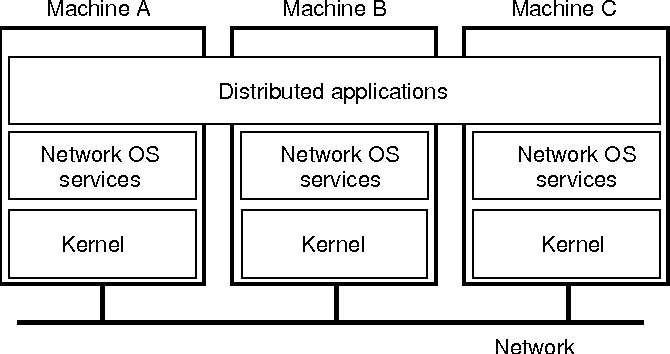 Machine A
Machine B
Machine C
Distributed applications
Network OS
services
Network OS
services
Network OS
services
Kernel
Kernel
Kernel
Network